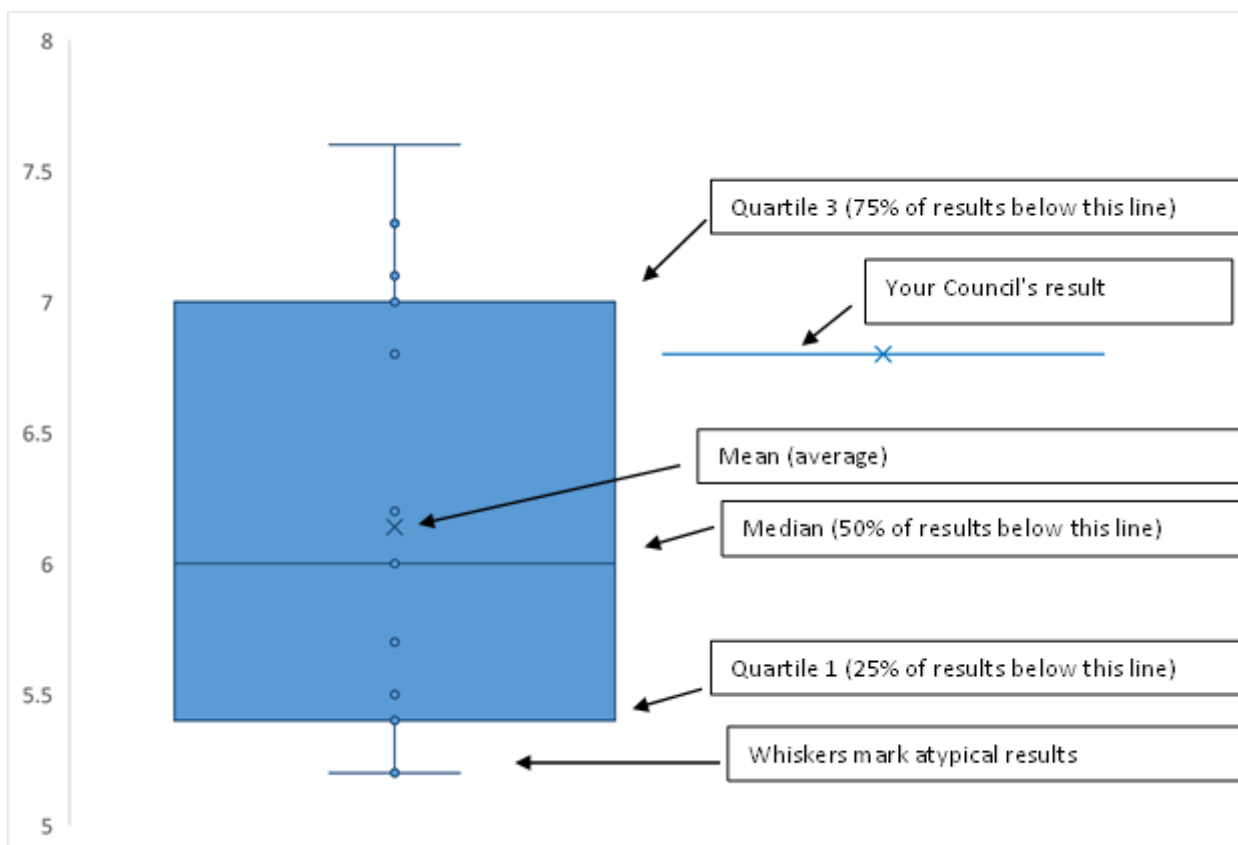 8
7.5
Quartile 3 (75% of results below this line)
Your Council's result
7
6.5
Mean (average)
Median (50% of results below this line)
6
Quartile 1 (25% of results below this line)
5.5
Whiskers mark atypical results
5